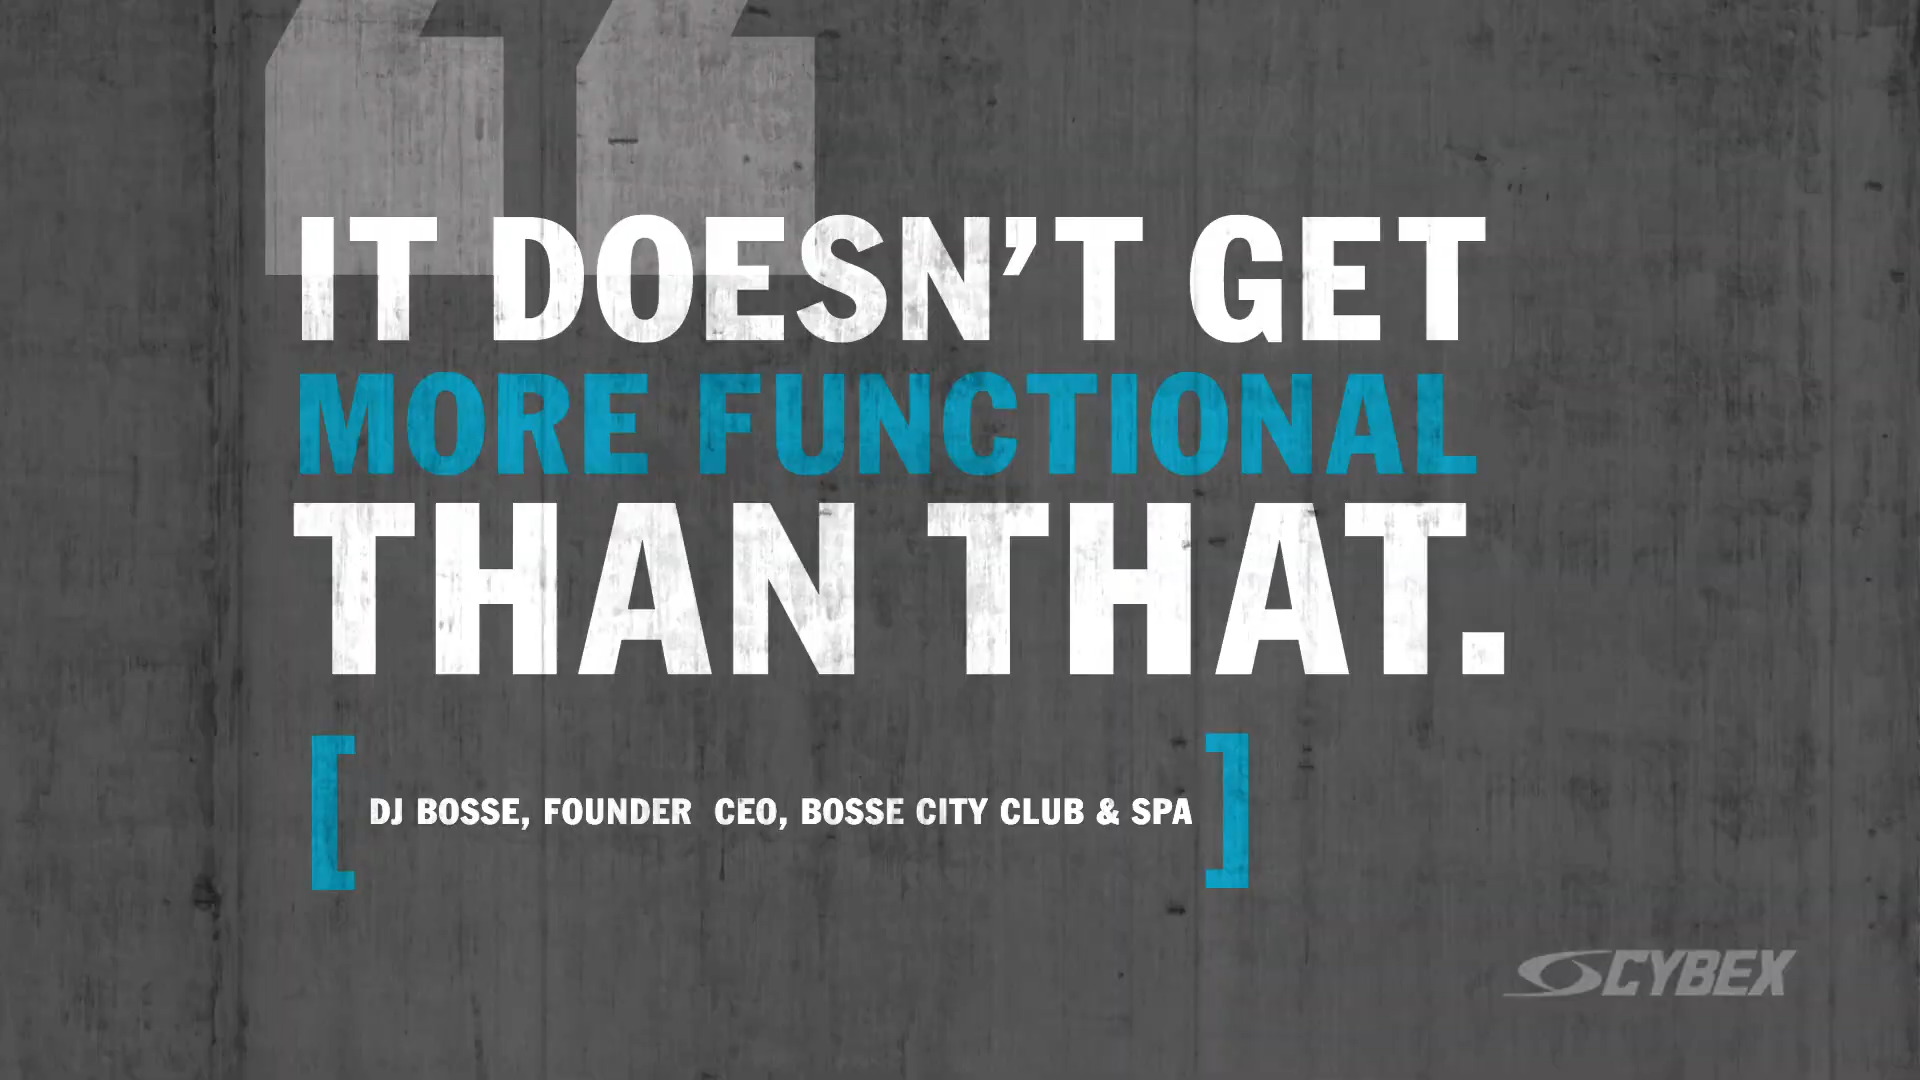 “
IT DOESN’T GET
MORE FUNCTIONAL
THAN THAT.
[ DJ BOSSE, FOUNDER  CEO, BOSSE CITY CLUB & SPA ]
CYBEX